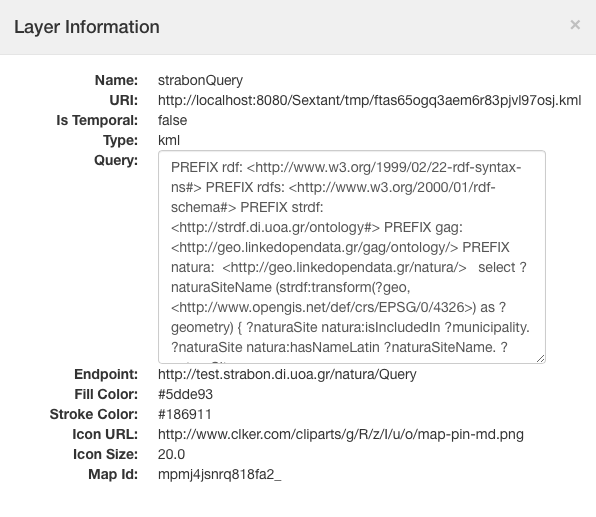 Layer Information ×
Name: strabonQuery
URI: http://localhost:8080/Sextant/tmp/ftas65ogq3aem6r83pjvl97osj.kml
Is Temporal: false
Type: kml
Query: PREFIX rdf: <http://www.w3.org/1999/02/22-rdf-syntax-
ns#> PREFIX rdfs: <http://www.w3.org/2000/01/rdf-
schema#> PREFIX strdf:
<http://strdf.di.uoa.gr/ontology#> PREFIX gag:
<http://geo.linkedopendata.gr/gag/ontology/> PREFIX
natura:  <http://geo.linkedopendata.gr/natura/>   select ?
naturaSiteName (strdf:transform(?geo,
<http://www.opengis.net/def/crs/EPSG/0/4326>) as ?
geometry) { ?naturaSite natura:isIncludedIn ?municipality.
?naturaSite natura:hasNameLatin ?naturaSiteName. ?
Endpoint: http://test.strabon.di.uoa.gr/natura/Query
Fill Color: #5dde93
Stroke Color: #186911
Icon URL: http://www.clker.com/cliparts/g/R/z/I/u/o/map-pin-md.png
Icon Size: 20.0
Map Id: mpmj4jsnrq818fa2_